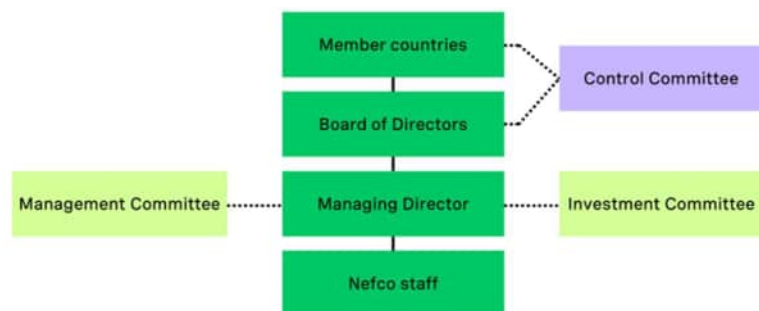 Member countries
Control Committee
Board of Directors
Management Committee
Managing Director
Investment Committee
Nefco staff